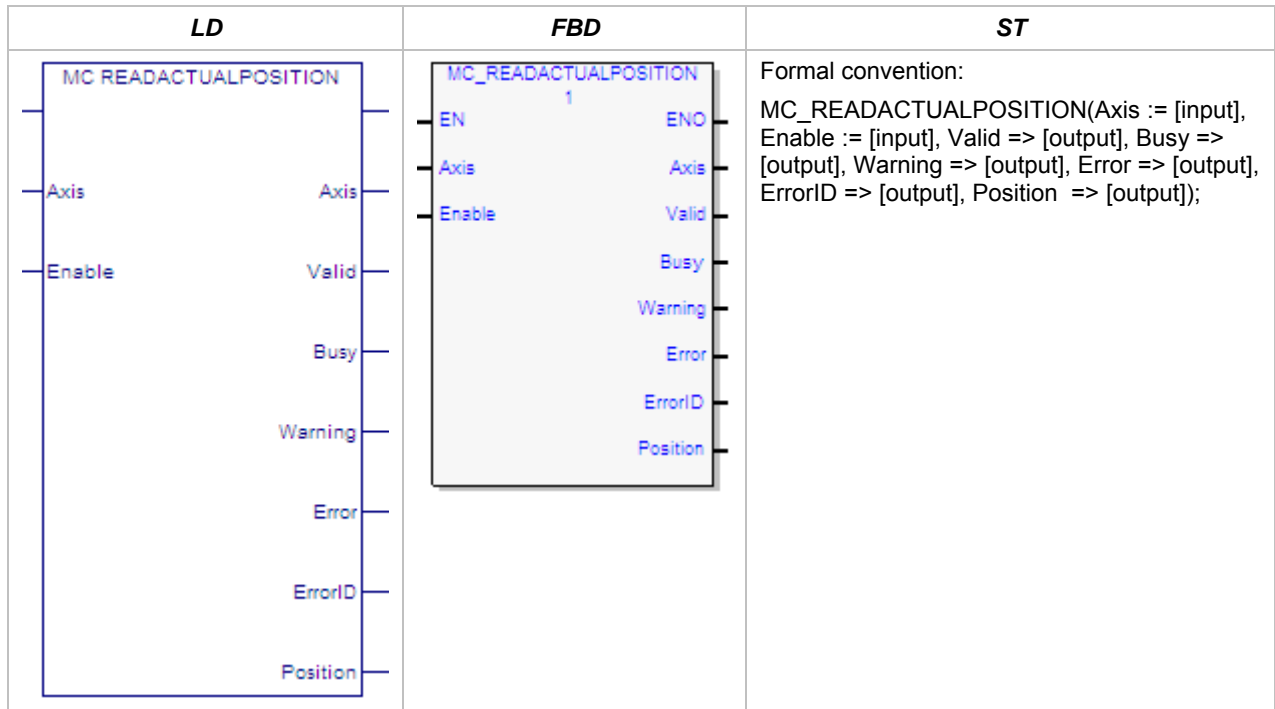 LD
FBD
ST
MC READACTUALPOSITION
Axis
Axis
Enable
Valid
Busy
Warning
Error
ErrorID
Position
MC_READACTUALPOSITION
1
EN
ENO
Axis
Axis
Enable
Valid
Busy
Warning
Error
ErrorID
Position
Formal convention:
MC_READACTUALPOSITION(Axis := [input],
Enable := [input], Valid => [output], Busy =>
[output], Warning => [output], Error => [output],
ErrorID => [output], Position  => [output]);